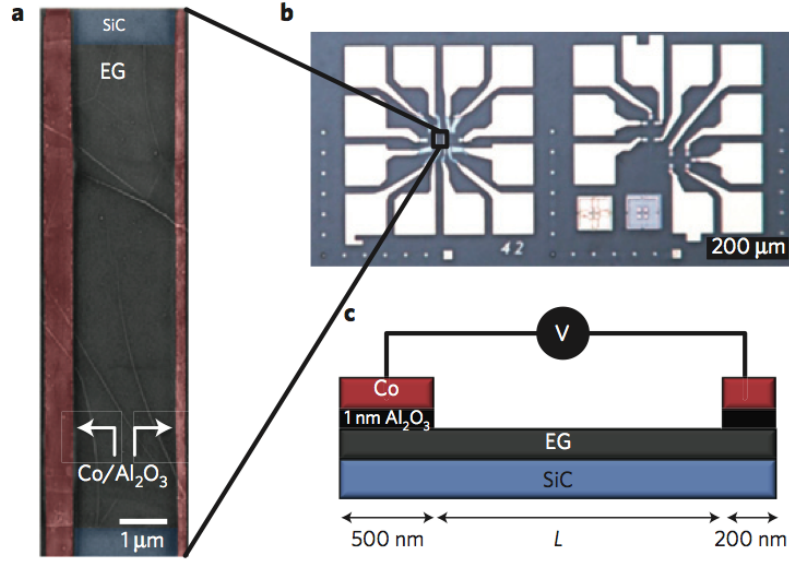 a
SiC
EG
Co/Al₂O₃
1 μm
b
42
200 μm
c
V
Co
1 nm Al₂O₃
EG
SiC
500 nm
L
200 nm